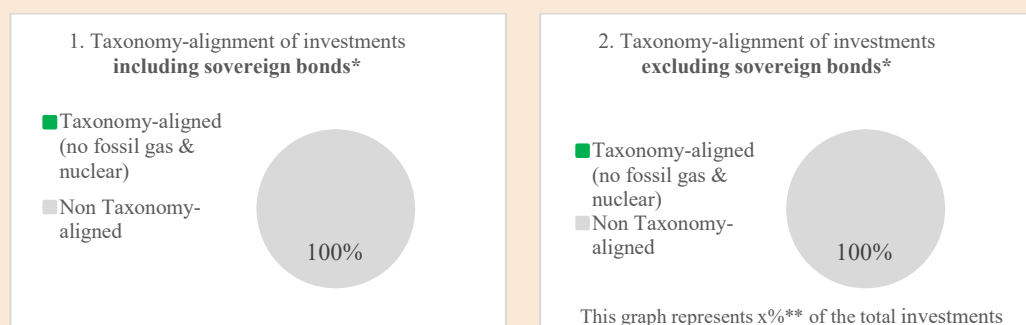 1. Taxonomy-alignment of investments
including sovereign bonds*
Taxonomy-aligned
(no fossil gas &
nuclear)
Non Taxonomy-
aligned
100%
2. Taxonomy-alignment of investments
excluding sovereign bonds*
Taxonomy-aligned
(no fossil gas &
nuclear)
Non Taxonomy-
aligned
100%
This graph represents x%** of the total investments